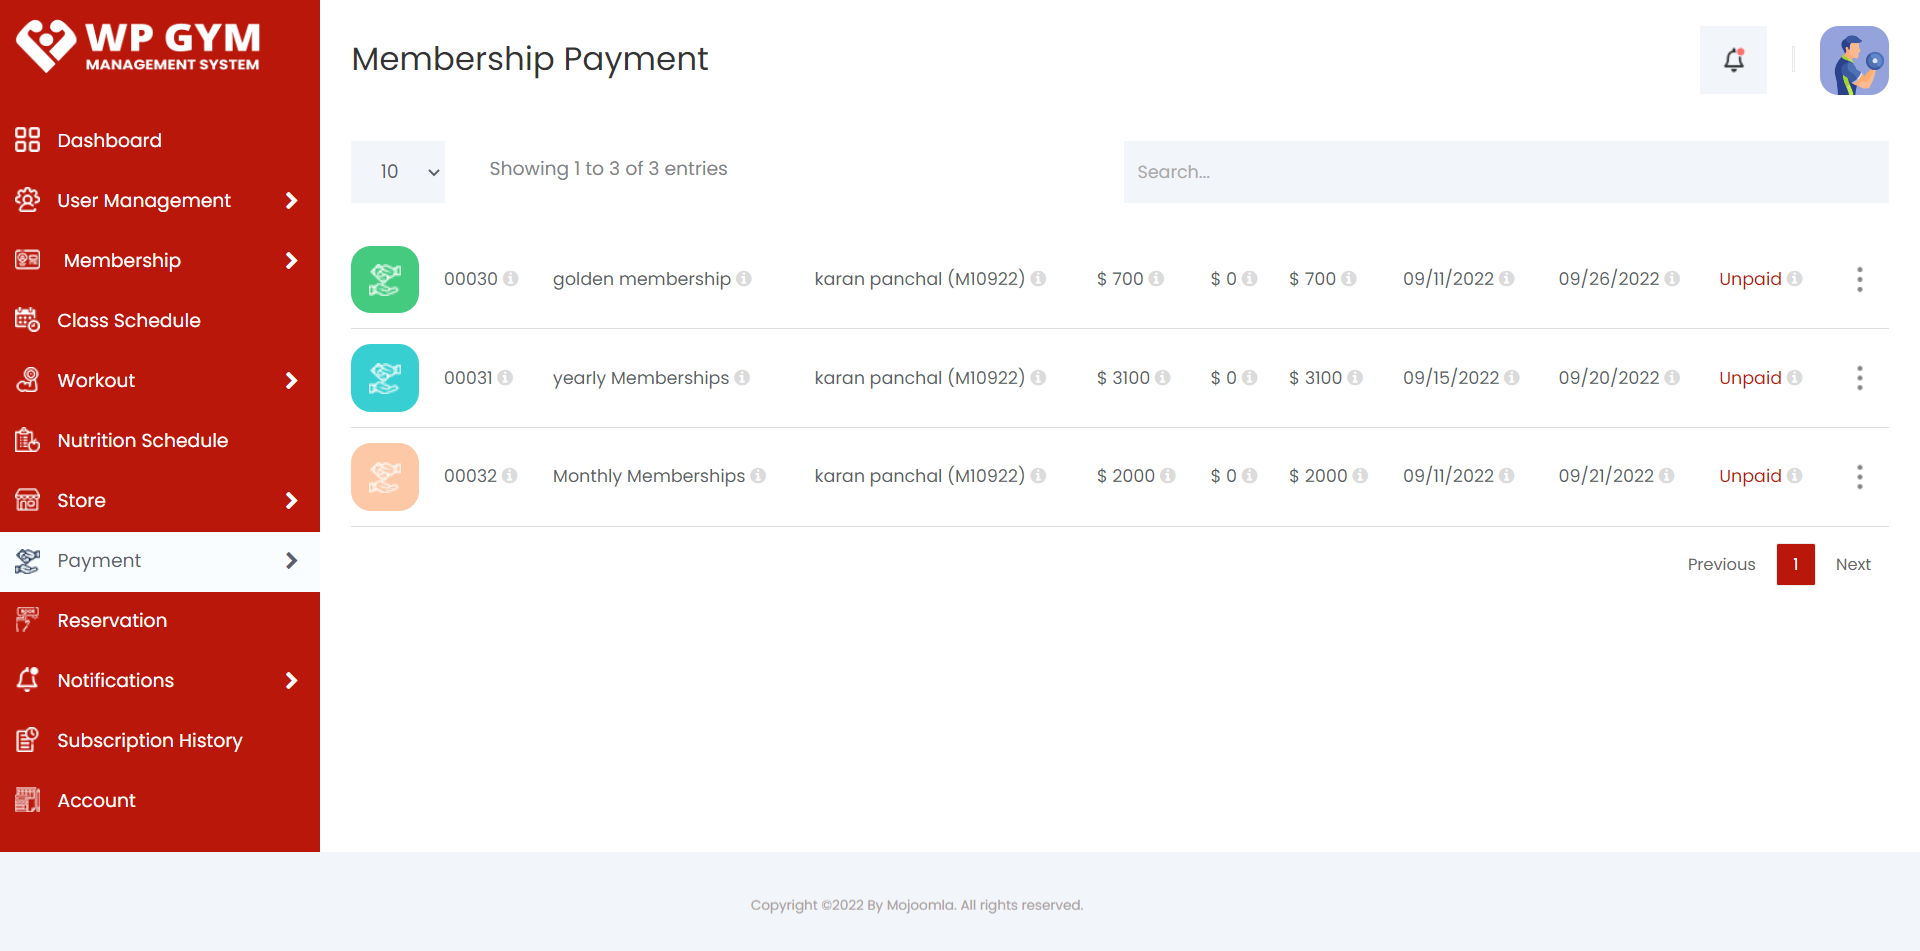 WP GYM
MANAGEMENT SYSTEM
Dashboard
User Management
Membership
Class Schedule
Workout
Nutrition Schedule
Store
Payment
Reservation
Notifications
Subscription History
Account
Membership Payment
10 Showing 1 to 3 of 3 entries Search...
00030 golden membership karan panchal (M10922) $ 700 $ 0 $ 700 09/11/2022 09/26/2022 Unpaid
00031 yearly Memberships karan panchal (M10922) $ 3100 $ 0 $ 3100 09/15/2022 09/20/2022 Unpaid
00032 Monthly Memberships karan panchal (M10922) $ 2000 $ 0 $ 2000 09/11/2022 09/21/2022 Unpaid
Previous 1 Next
Copyright ©2022 By Mojoomla. All rights reserved.